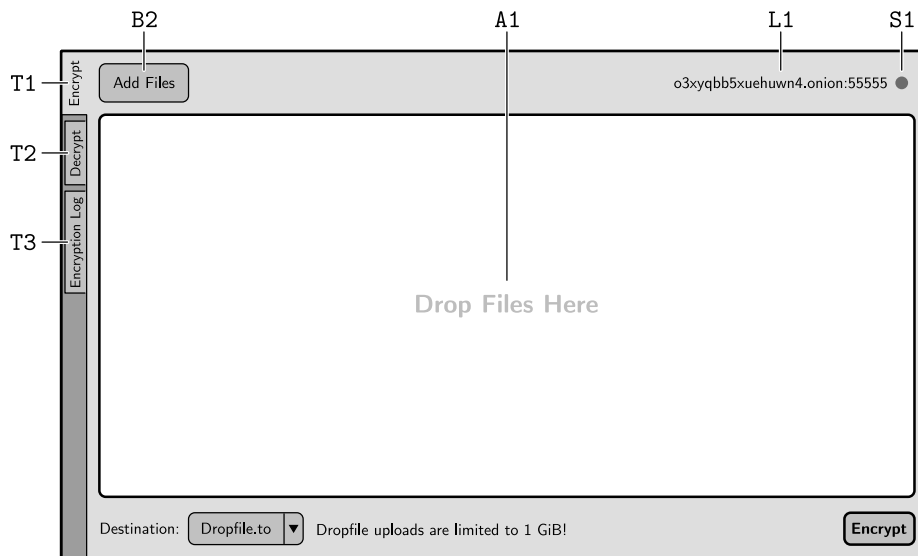 B2 A1 L1 S1
T1 Encrypt Add Files o3xyqbb5xuehuwn4.onion:55555
T2 Decrypt
T3 Encryption Log
Drop Files Here
Destination: Dropfile.to Dropfile uploads are limited to 1 GiB! Encrypt